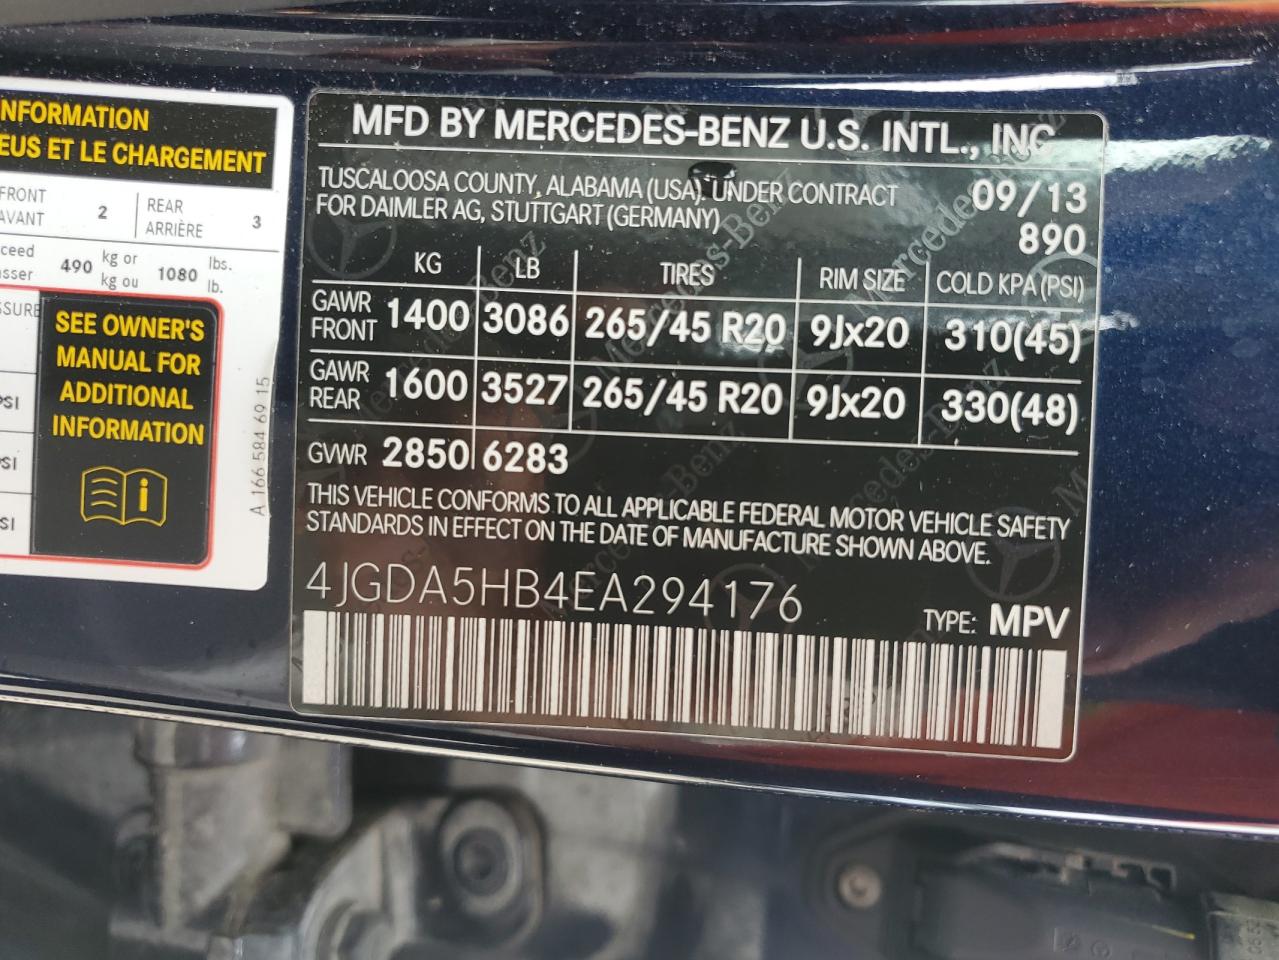 NFORMATION
EUS ET LE CHARGEMENT
FRONT 2 REAR 3
AVANT ARRIÈRE
490 kg or 1080 lbs.
kg ou lb.
SEE OWNER'S
MANUAL FOR
ADDITIONAL
INFORMATION
A 166 584 69 15
MFD BY MERCEDES-BENZ U.S. INTL., INC
TUSCALOOSA COUNTY, ALABAMA (USA). UNDER CONTRACT 09/13
FOR DAIMLER AG, STUTTGART (GERMANY) 890
KG LB TIRES RIM SIZE COLD KPA (PSI)
GAWR FRONT 1400 3086 265/45 R20 9Jx20 310(45)
GAWR REAR 1600 3527 265/45 R20 9Jx20 330(48)
GVWR 2850 6283
THIS VEHICLE CONFORMS TO ALL APPLICABLE FEDERAL MOTOR VEHICLE SAFETY
STANDARDS IN EFFECT ON THE DATE OF MANUFACTURE SHOWN ABOVE.
4JGDA5HB4EA294176 TYPE: MPV